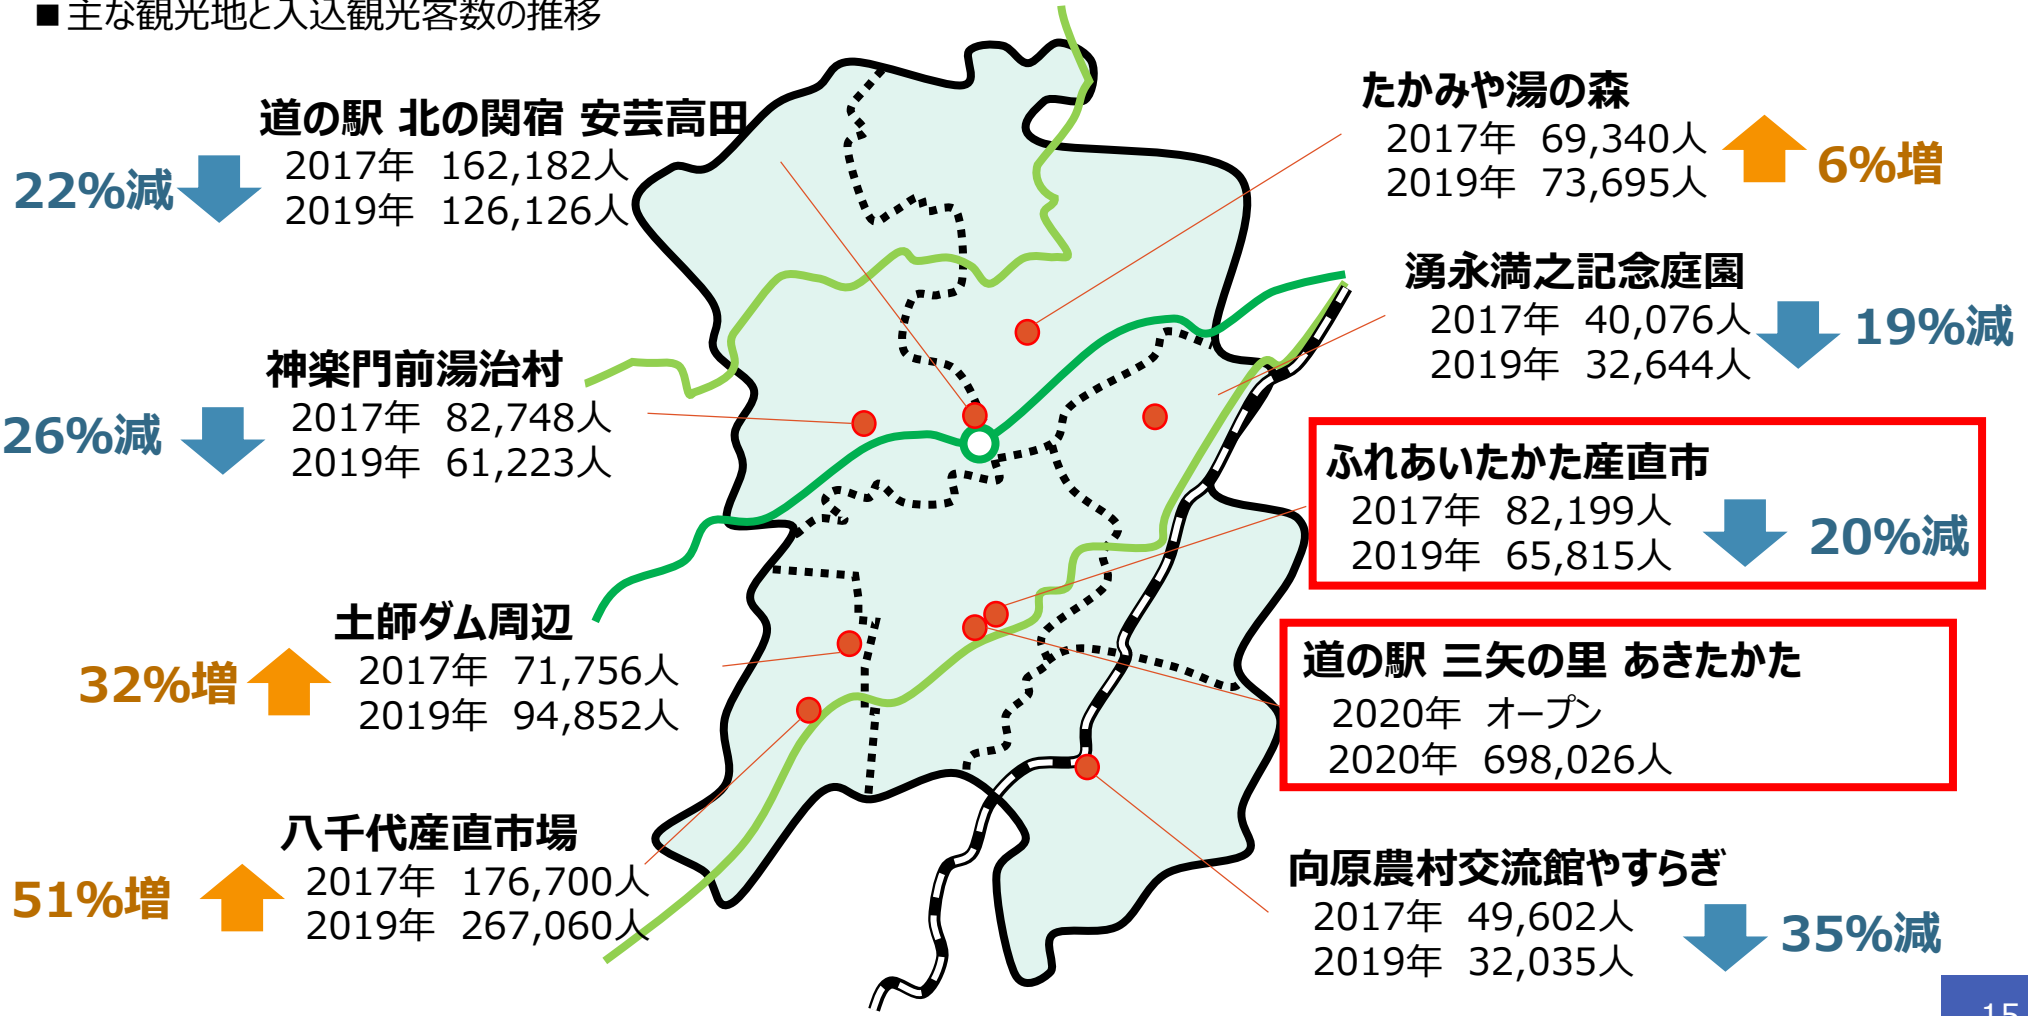 ■主な観光地と入込観光客数の推移
道の駅 北の関宿 安芸高田
2017年 162,182人
2019年 126,126人
22%減
神楽門前湯治村
2017年 82,748人
2019年 61,223人
26%減
土師ダム周辺
2017年 71,756人
2019年 94,852人
32%増
八千代産直市場
2017年 176,700人
2019年 267,060人
51%増
たかみや湯の森
2017年 69,340人
2019年 73,695人
6%増
湧永満之記念庭園
2017年 40,076人
2019年 32,644人
19%減
ふれあいたかた産直市
2017年 82,199人
2019年 65,815人
20%減
道の駅 三矢の里 あきたかた
2020年 オープン
2020年 698,026人
向原農村交流館やすらぎ
2017年 49,602人
2019年 32,035人
35%減
15